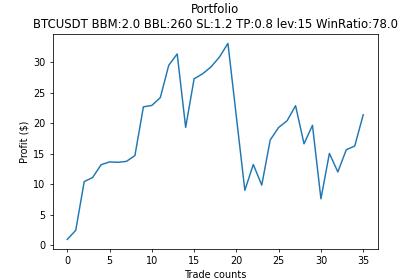 Portfolio
BTCUSDT BBM:2.0 BBL:260 SL:1.2 TP:0.8 lev:15 WinRatio:78.0
Profit ($)
30
25
20
15
10
5
0
0 5 10 15 20 25 30 35
Trade counts